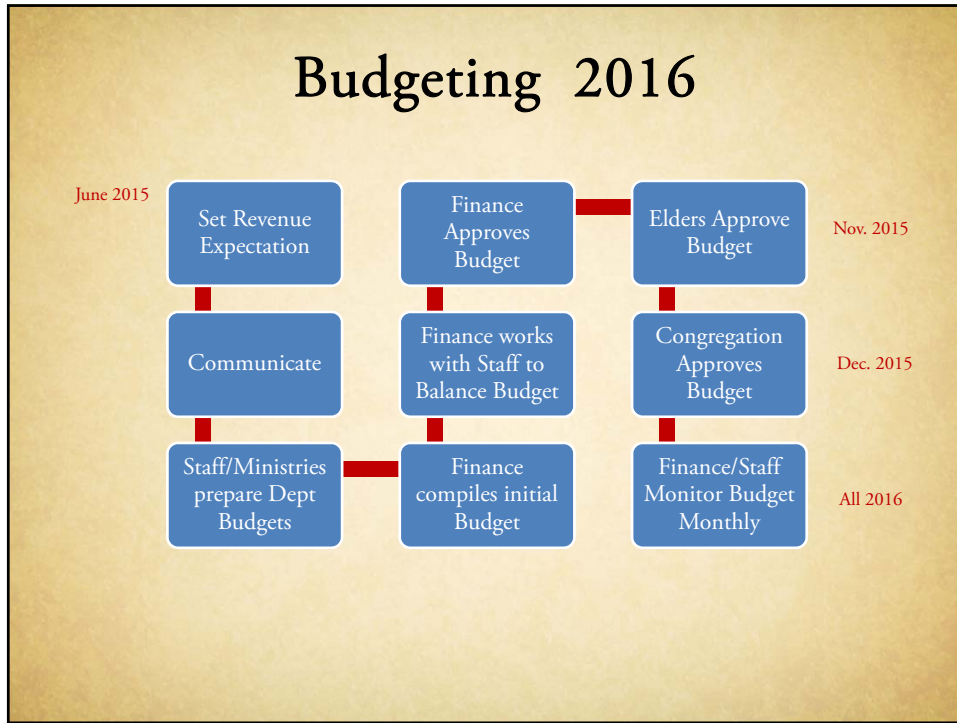 Budgeting 2016
June 2015
Set Revenue
Expectation
Communicate
Staff/Ministries
prepare Dept
Budgets
Finance
compiles initial
Budget
Finance works
with Staff to
Balance Budget
Finance
Approves
Budget
Elders Approve
Budget
Nov. 2015
Congregation
Approves
Budget
Dec. 2015
Finance/Staff
Monitor Budget
Monthly
All 2016